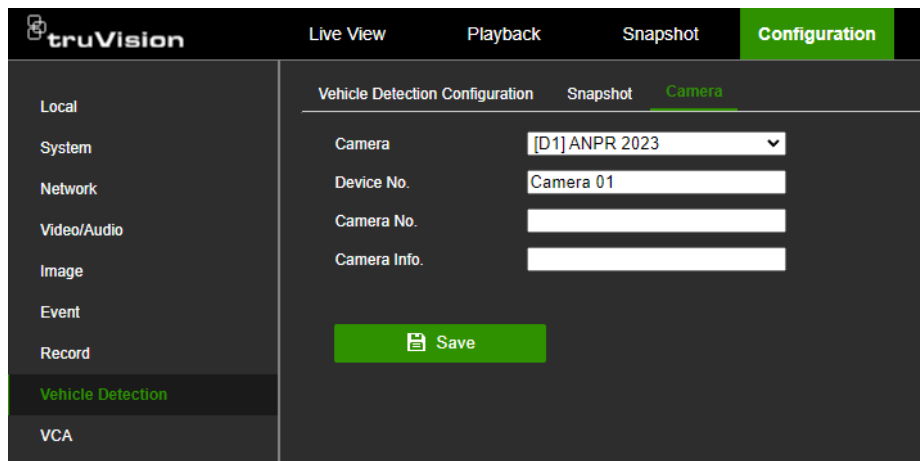 truVision
Live View Playback Snapshot Configuration
Local
System
Network
Video/Audio
Image
Event
Record
Vehicle Detection
VCA
Vehicle Detection Configuration Snapshot Camera
Camera [D1] ANPR 2023
Device No. Camera 01
Camera No.
Camera Info.
Save